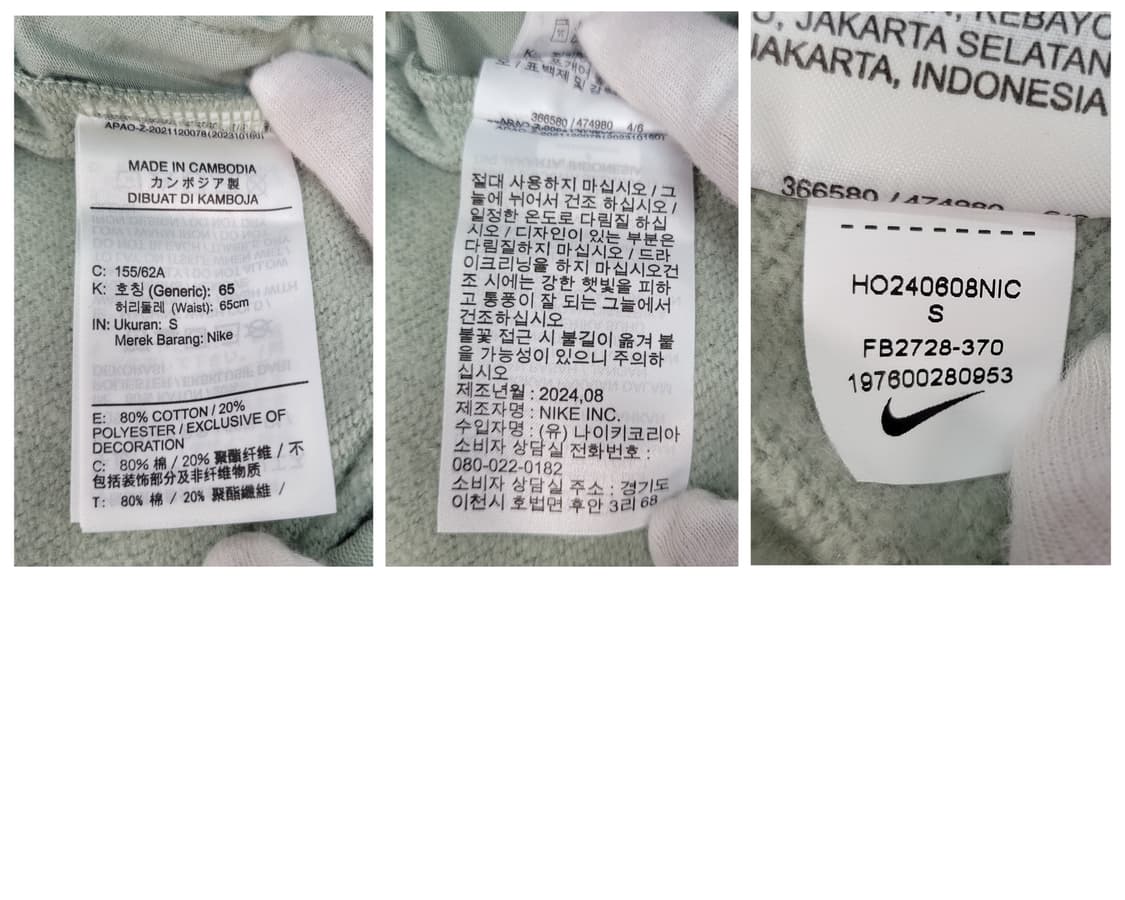 APAO-Z-2021120078(20231016)
MADE IN CAMBODIA
カンボジア製
DIBUAT DI KAMBOJA
C: 155/62A
K: 호칭 (Generic): 65
허리둘레 (Waist): 65cm
IN: Ukuran: S
Merek Barang: Nike
E: 80% COTTON / 20%
POLYESTER / EXCLUSIVE OF
DECORATION
C: 80% 棉 / 20% 聚酯纤维 / 不
包括装饰部分及非纤维物质
T: 80% 棉 / 20% 聚酯纖維 /
366580 / 474980 4/6
절대 사용하지 마십시오 / 그
늘에 뉘어서 건조 하십시오 /
일정한 온도로 다림질 하십
시오 / 디자인이 있는 부분은
다림질하지 마십시오 / 드라
이크리닝을 하지 마십시오건
조 시에는 강한 햇빛을 피하
고 통풍이 잘 되는 그늘에서
건조하십시오
불꽃 접근 시 불길이 옮겨 붙
을 가능성이 있으니 주의하
십시오
제조년월 : 2024,08
제조자명 : NIKE INC.
수입자명 : (유) 나이키코리아
소비자 상담실 전화번호 :
080-022-0182
소비자 상담실 주소 : 경기도
이천시 호법면 후안 3리 68
JAKARTA SELATAN
JAKARTA, INDONESIA
366580 / 474980
HO240608NIC
S
FB2728-370
197600280953